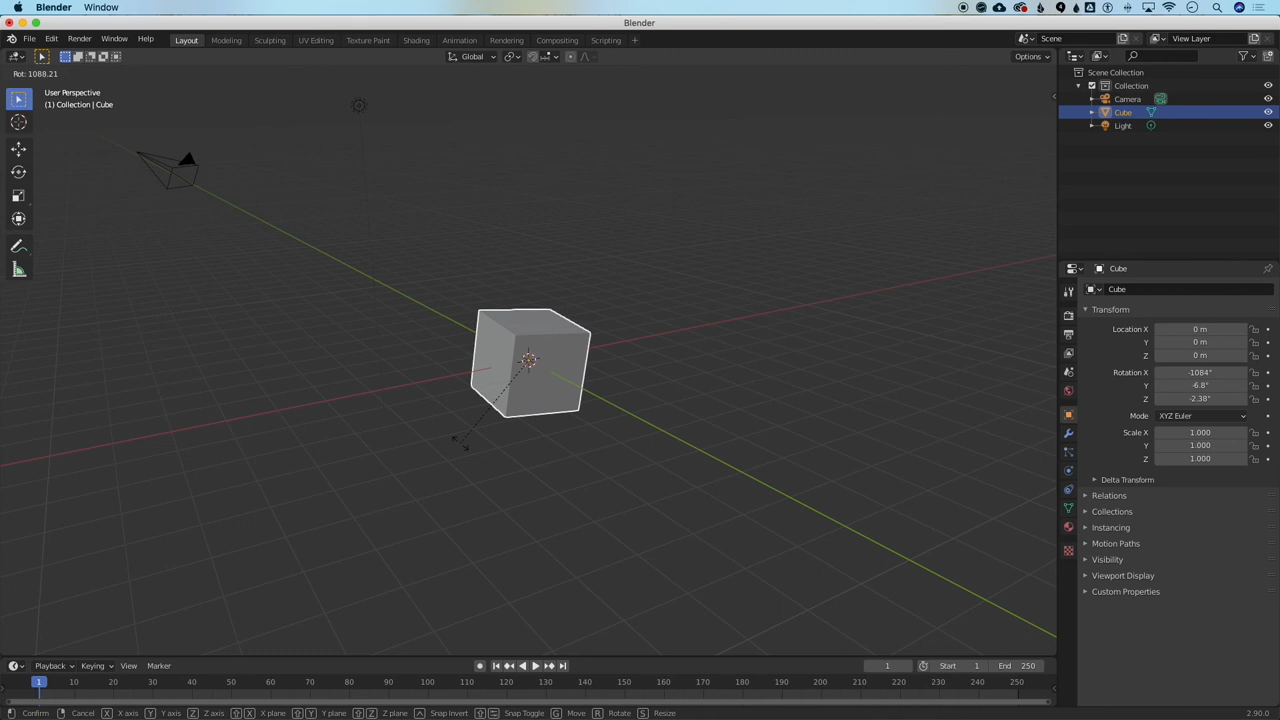 Blender Window
Blender
File Edit Render Window Help Layout Modeling Sculpting UV Editing Texture Paint Shading Animation Rendering Compositing Scripting + Scene View Layer
Global Options
Rot: 1088.21
User Perspective
(1) Collection | Cube
Scene Collection
Collection
Camera
Cube
Light
Cube
Cube
Transform
Location X 0 m
Y 0 m
Z 0 m
Rotation X -1084°
Y -6.8°
Z -2.38°
Mode XYZ Euler
Scale X 1.000
Y 1.000
Z 1.000
Delta Transform
Relations
Collections
Instancing
Motion Paths
Visibility
Viewport Display
Custom Properties
Playback Keying View Marker 1 Start 1 End 250
1 10 20 30 40 50 60 70 80 90 100 110 120 130 140 150 160 170 180 190 200 210 220 230 240 250
Confirm Cancel X X axis Y Y axis Z Z axis X X plane Y Y plane Z Z plane Snap Invert Snap Toggle G Move R Rotate S Resize 2.90.0